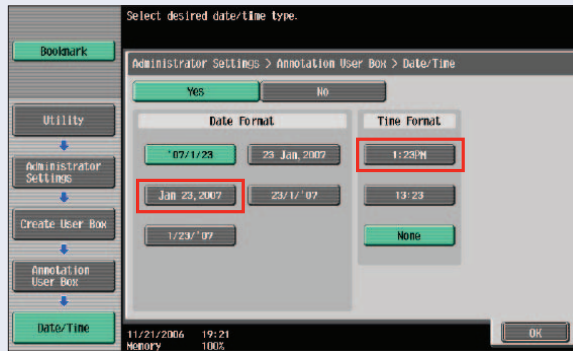 Select desired date/time type.
Bookmark
Administrator Settings > Annotation User Box > Date/Time
Yes
No
Utility
Date Format
Time Format
'07/1/23
23 Jan,2007
1:23PM
Administrator
Settings
Jan 23,2007
23/1/'07
13:23
Create User Box
1/23/'07
None
Annotation
User Box
Date/Time
11/21/2006 19:21
Memory 100%
OK